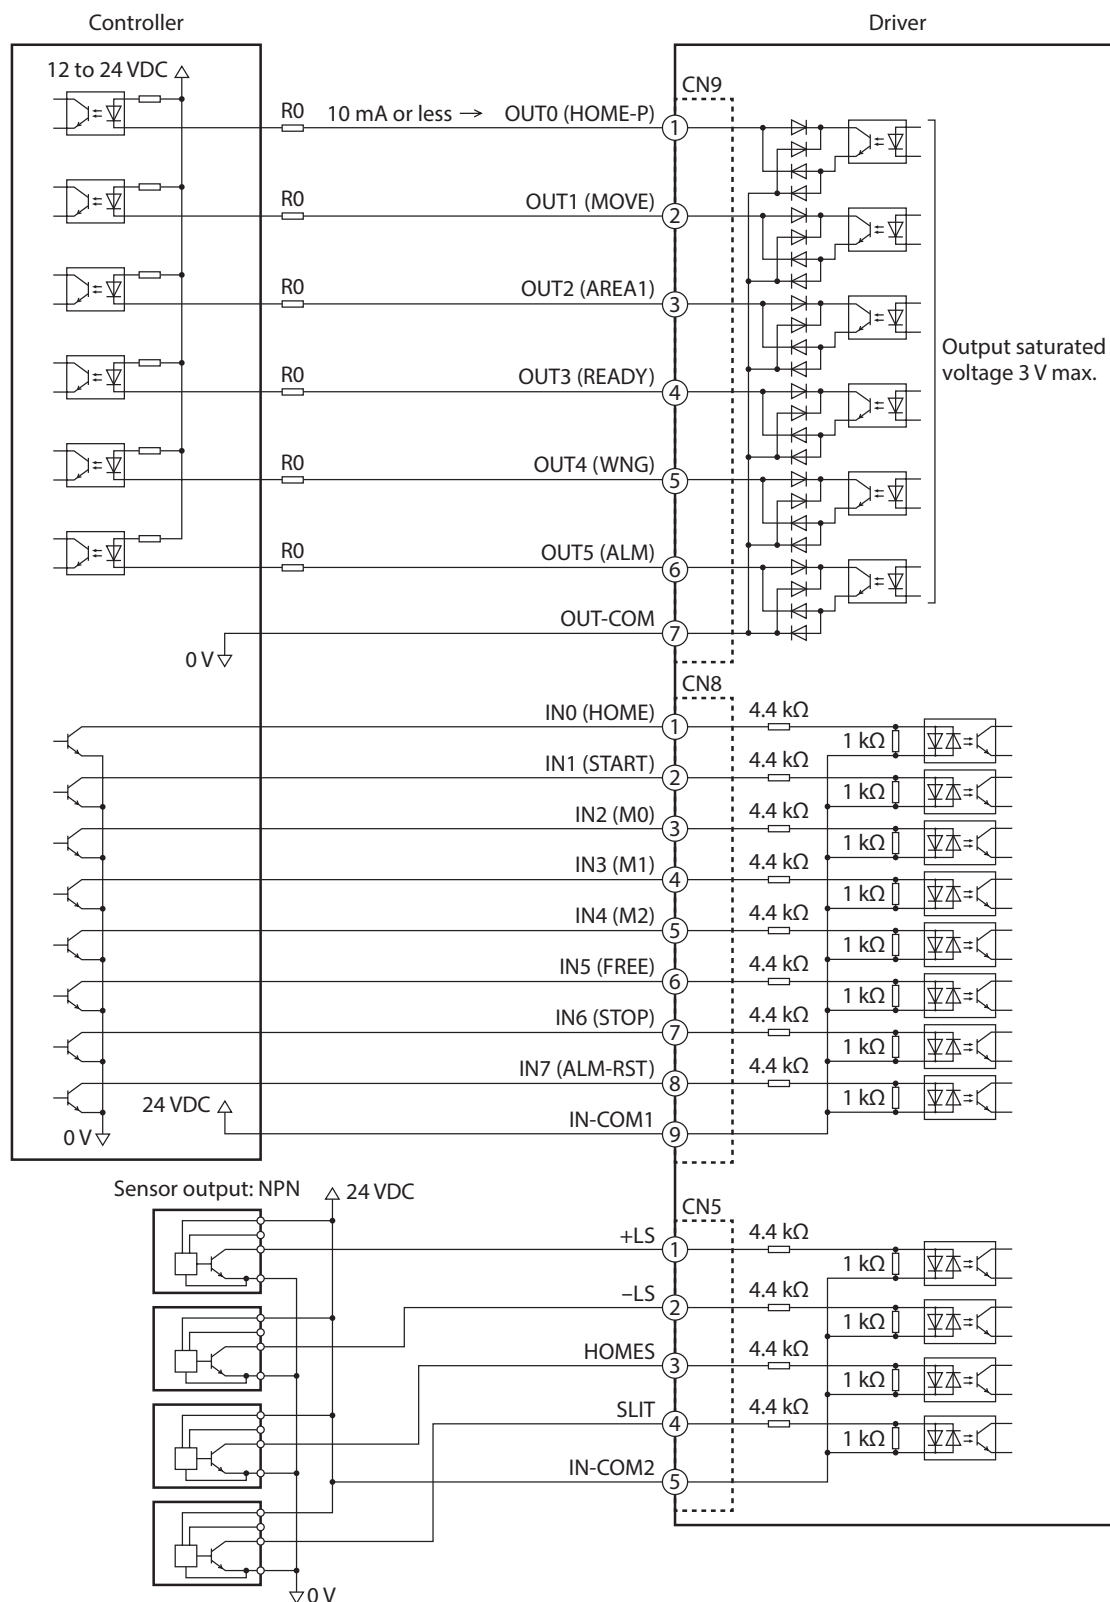 Controller
Driver
12 to 24 VDC
CN9
R0
10 mA or less →
OUT0 (HOME-P)
1
R0
OUT1 (MOVE)
2
R0
OUT2 (AREA1)
3
Output saturated
voltage 3 V max.
R0
OUT3 (READY)
4
R0
OUT4 (WNG)
5
R0
OUT5 (ALM)
6
OUT-COM
7
0 V
CN8
IN0 (HOME)
1
4.4 kΩ
1 kΩ
IN1 (START)
2
4.4 kΩ
1 kΩ
IN2 (M0)
3
4.4 kΩ
1 kΩ
IN3 (M1)
4
4.4 kΩ
1 kΩ
IN4 (M2)
5
4.4 kΩ
1 kΩ
IN5 (FREE)
6
4.4 kΩ
1 kΩ
IN6 (STOP)
7
4.4 kΩ
1 kΩ
IN7 (ALM-RST)
8
4.4 kΩ
1 kΩ
24 VDC
IN-COM1
9
0 V
Sensor output: NPN
24 VDC
CN5
+LS
1
4.4 kΩ
1 kΩ
–LS
2
4.4 kΩ
1 kΩ
HOMES
3
4.4 kΩ
1 kΩ
SLIT
4
4.4 kΩ
1 kΩ
IN-COM2
5
0 V